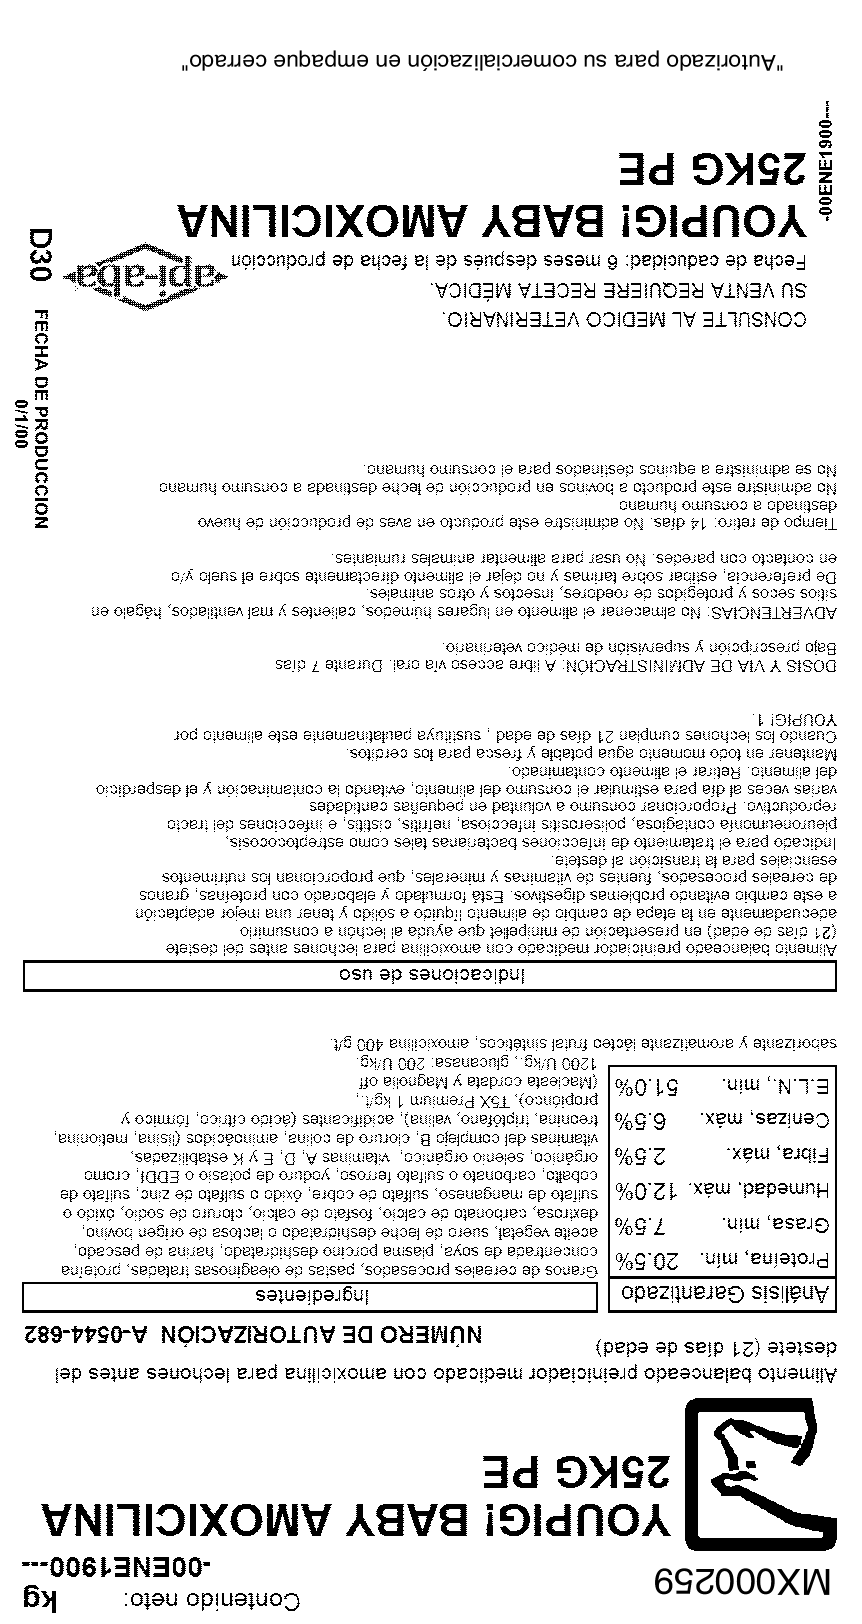 Contenido neto: kg
MX000259
-00ENE1900---
YOUPIG! BABY AMOXICILINA
25KG PE
Alimento balanceado preiniciador medicado con amoxicilina para lechones antes del
destete (21 días de edad)
NÚMERO DE AUTORIZACIÓN A-0544-682
Análisis Garantizado
Proteína, min. 20.5%
Grasa, min. 7.5%
Humedad, máx. 12.0%
Fibra, máx. 2.5%
Cenizas, máx. 6.5%
E.L.N., min. 51.0%
Ingredientes
Granos de cereales procesados, pastas de oleaginosas tratadas, proteína
concentrada de soya, plasma porcino deshidratado, harina de pescado,
aceite vegetal, suero de leche deshidratado o lactosa de origen bovino,
dextrosa, carbonato de calcio, fosfato de calcio, cloruro de sodio, óxido o
sulfato de manganeso, sulfato de cobre, óxido o sulfato de zinc, sulfato de
cobalto, carbonato o sulfato ferroso, yoduro de potasio o EDDI, cromo
orgánico, selenio orgánico, vitaminas A, D, E y K estabilizadas,
vitaminas del complejo B, cloruro de colina, aminoácidos (lisina, metionina,
treonina, triptófano, valina), acidificantes (ácido cítrico, fórmico y
propiónico), TSX Premium 1 kg/t.,
(Macleata cordata y Magnolia off
1200 U/kg., glucanasa: 200 U/kg.
saborizante y aromatizante lácteo frutal sintéticos, amoxicilina 400 g/t.
Indicaciones de uso
Alimento balanceado preiniciador medicado con amoxicilina para lechones antes del destete
(21 días de edad) en presentación de minipellet que ayuda al lechón a consumirlo
adecuadamente en la etapa de cambio de alimento líquido a sólido y tener una mejor adaptación
a este cambio evitando problemas digestivos. Está formulado y elaborado con proteínas, granos
de cereales procesados, fuentes de vitaminas y minerales, que proporcionan los nutrimentos
esenciales para la transición al destete.
Indicado para el tratamiento de infecciones bacterianas tales como estreptococosis,
pleuroneumonía contagiosa, poliserositis infecciosa, nefritis, cistitis, e infecciones del tracto
reproductivo. Proporcionar consumo a voluntad en pequeñas cantidades
varias veces al día para estimular el consumo del alimento, evitando la contaminación y el desperdicio
del alimento. Retirar el alimento contaminado.
Mantener en todo momento agua potable y fresca para los cerditos.
Cuando los lechones cumplan 21 días de edad , sustituya paulatinamente este alimento por
YOUPIG! 1.
DOSIS Y VIA DE ADMINISTRACIÓN: A libre acceso vía oral. Durante 7 días
Bajo prescripción y supervisión de médico veterinario.
ADVERTENCIAS: No almacenar el alimento en lugares húmedos, calientes y mal ventilados, hágalo en
sitios secos y protegidos de roedores, insectos y otros animales.
De preferencia, estibar sobre tarimas y no dejar el alimento directamente sobre el suelo y/o
en contacto con paredes. No usar para alimentar animales rumiantes.
Tiempo de retiro: 14 días. No administre este producto en aves de producción de huevo
destinado a consumo humano
No administre este producto a bovinos en producción de leche destinada a consumo humano
No se administre a equinos destinados para el consumo humano.
FECHA DE PRODUCCION
0/1/00
D30
CONSULTE AL MEDICO VETERINARIO.
SU VENTA REQUIERE RECETA MÉDICA.
Fecha de caducidad: 6 meses después de la fecha de producción
api-aba
YOUPIG! BABY AMOXICILINA
25KG PE
-00ENE1900---
"Autorizado para su comercialización en empaque cerrado"